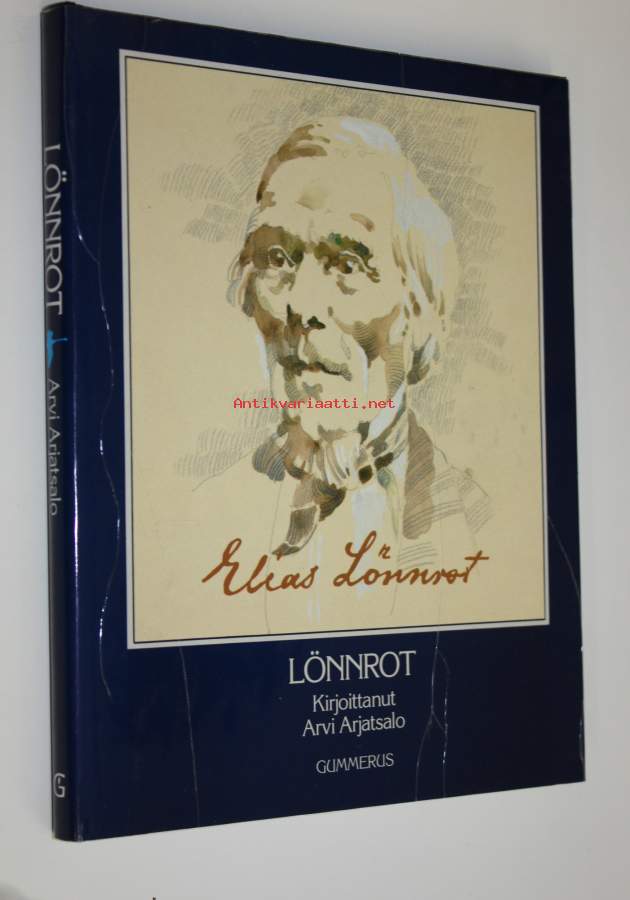 LÖNNROT Arvi Arjatsalo
G
Antikvariaatti.net
Elias Lönnrot
LÖNNROT
Kirjoittanut
Arvi Arjatsalo
GUMMERUS